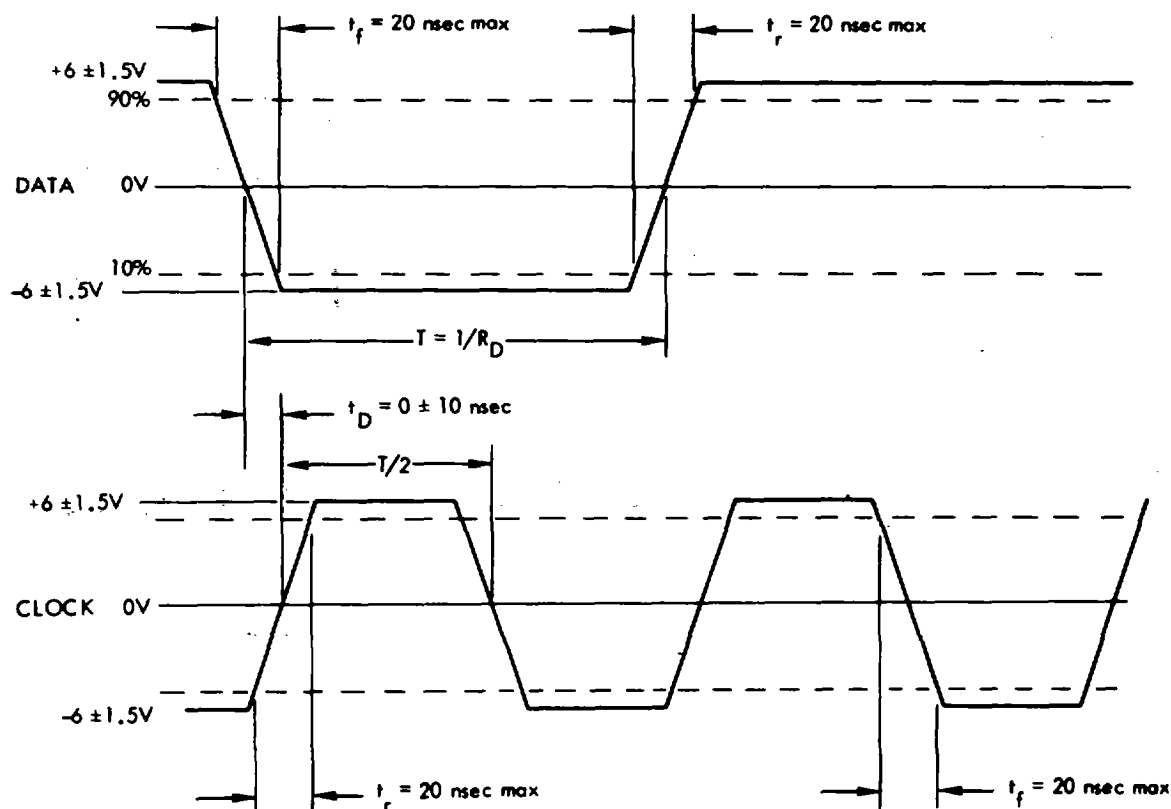 t_f = 20 nsec max
t_r = 20 nsec max
+6 ±1.5V
90%
DATA 0V
10%
-6 ±1.5V
T = 1/R_D
t_D = 0 ± 10 nsec
T/2
+6 ±1.5V
CLOCK 0V
-6 ±1.5V
t_r = 20 nsec max
t_f = 20 nsec max